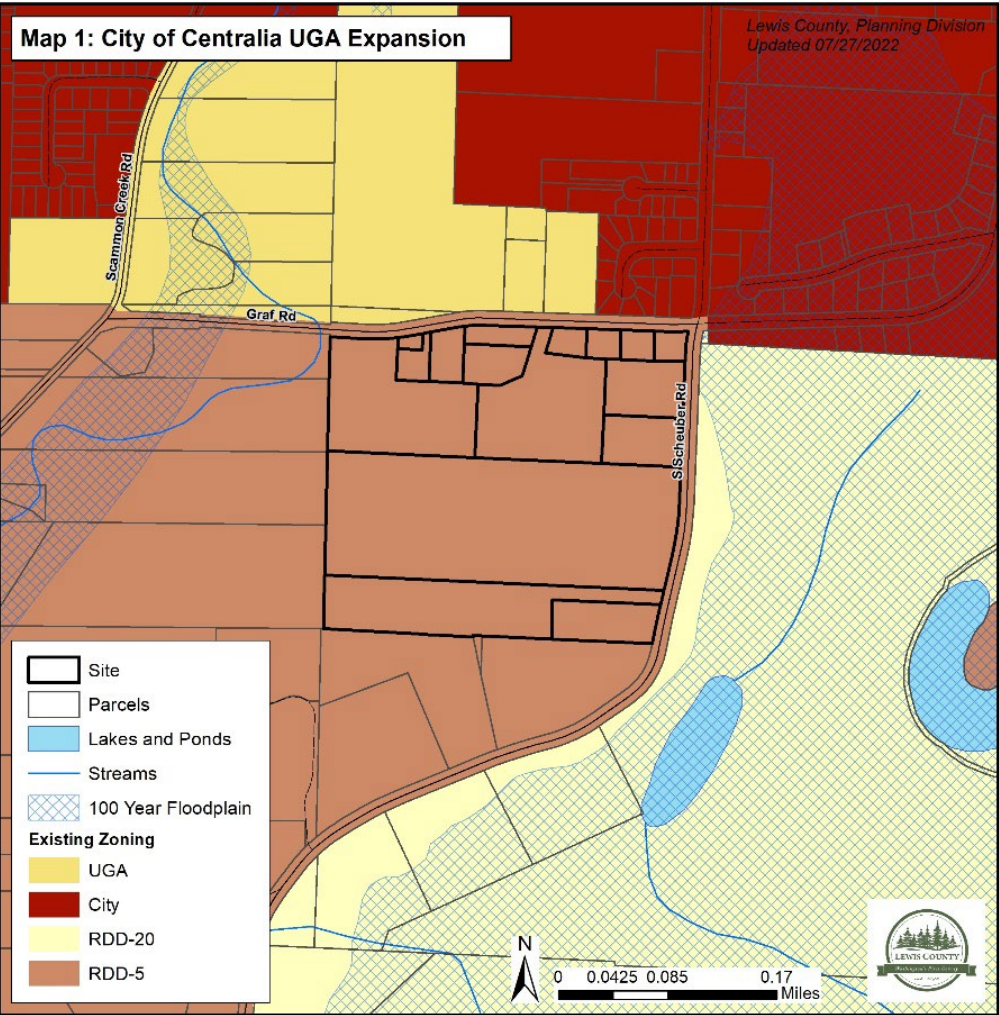 Map 1: City of Centralia UGA Expansion
Lewis County, Planning Division
Updated 07/27/2022
Scammon Creek Rd
Graf Rd
S Scheuber Rd
Site
Parcels
Lakes and Ponds
Streams
100 Year Floodplain
Existing Zoning
UGA
City
RDD-20
RDD-5
N
0 0.0425 0.085 0.17
Miles
LEWIS COUNTY